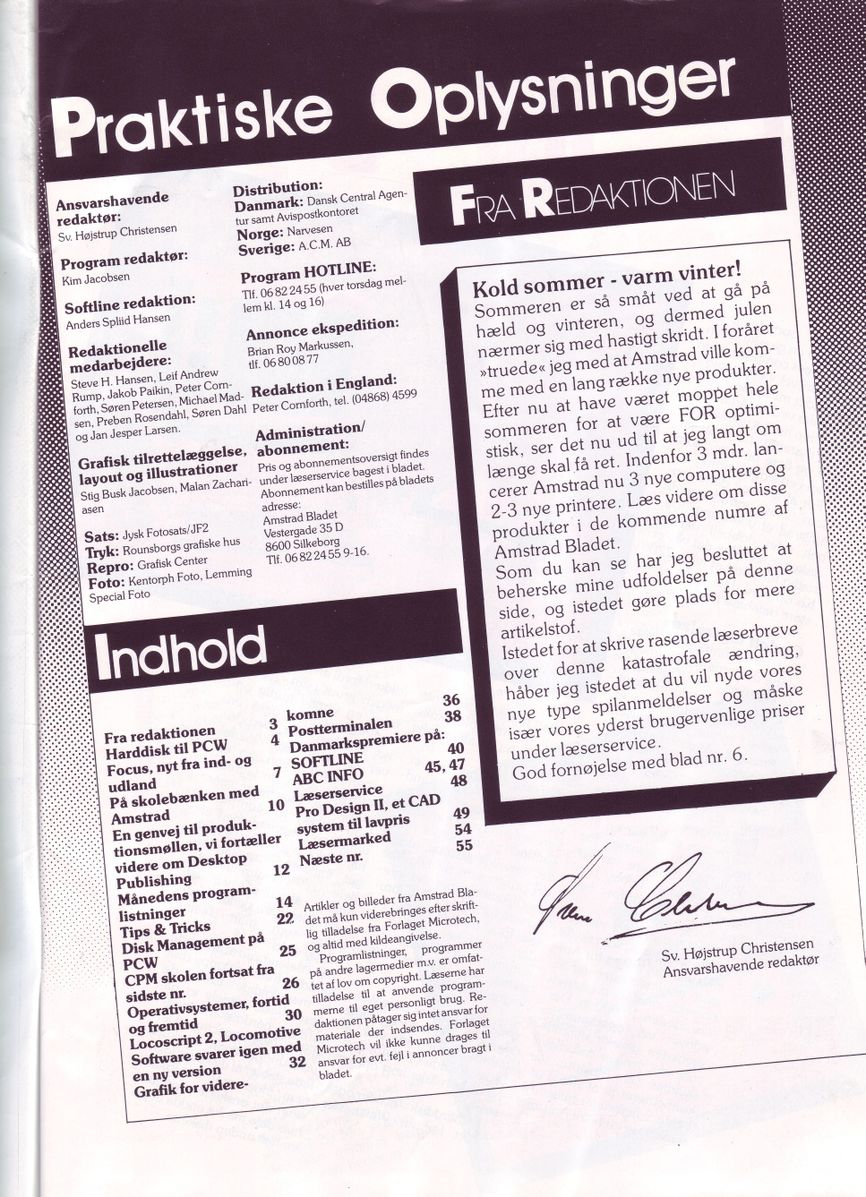 Praktiske Oplysninger
Ansvarshavende
redaktør:
Sv. Højstrup Christensen
Program redaktør:
Kim Jacobsen
Softline redaktion:
Anders Spliid Hansen
Redaktionelle
medarbejdere:
Steve H. Hansen, Leif Andrew
Rump, Jakob Paikin, Peter Corn-
forth, Søren Petersen, Michael Mad-
sen, Preben Rosendahl, Søren Dahl
og Jan Jesper Larsen.
Grafisk tilrettelæggelse,
layout og illustrationer
Stig Busk Jacobsen, Malan Zachari-
asen
Sats: Jysk Fotosats/JF2
Tryk: Rounsborgs grafiske hus
Repro: Grafisk Center
Foto: Kentorph Foto, Lemming
Special Foto
Distribution:
Danmark: Dansk Central Agen-
tur samt Avispostkontoret
Norge: Narvesen
Sverige: A.C.M. AB
Program HOTLINE:
Tlf. 06 82 24 55 (hver torsdag mel-
lem kl. 14 og 16)
Annonce ekspedition:
Brian Roy Markussen,
tlf. 06 80 08 77
Redaktion i England:
Peter Cornforth, tel. (04868) 4599
Administration/
abonnement:
Pris og abonnementsoversigt findes
under læserservice bagest i bladet.
Abonnement kan bestilles på bladets
adresse:
Amstrad Bladet
Vestergade 35 D
8600 Silkeborg
Tlf. 06 82 24 55 9-16.
FRA REDAKTIONEN
Kold sommer - varm vinter!
Sommeren er så småt ved at gå på
hæld og vinteren, og dermed julen
nærmer sig med hastigt skridt. I foråret
»truede« jeg med at Amstrad ville kom-
me med en lang række nye produkter.
Efter nu at have været moppet hele
sommeren for at være FOR optimi-
stisk, ser det nu ud til at jeg langt om
længe skal få ret. Indenfor 3 mdr. lan-
cerer Amstrad nu 3 nye computere og
2-3 nye printere. Læs videre om disse
produkter i de kommende numre af
Amstrad Bladet.
Som du kan se har jeg besluttet at
beherske mine udfoldelser på denne
side, og istedet gøre plads for mere
artikelstof.
Istedet for at skrive rasende læserbreve
over denne katastrofale ændring,
håber jeg istedet at du vil nyde vores
nye type spilanmeldelser og måske
især vores yderst brugervenlige priser
under læserservice.
God fornøjelse med blad nr. 6.
Sv. Højstrup Christensen
Ansvarshavende redaktør
Indhold
Fra redaktionen 3
Harddisk til PCW 4
Focus, nyt fra ind- og
udland 7
På skolebænken med
Amstrad 10
En genvej til produk-
tionsmøllen, vi fortæller
videre om Desktop
Publishing 12
Månedens program-
listninger 14
Tips & Tricks 22
Disk Management på
PCW 25
CPM skolen fortsat fra
sidste nr. 26
Operativsystemer, fortid
og fremtid 30
Locoscript 2, Locomotive
Software svarer igen med
en ny version 32
Grafik for videre-
komne 36
Postterminalen 38
Danmarkspremiere på:
SOFTLINE 40
ABC INFO 45, 47
Læserservice 48
Pro Design II, et CAD
system til lavpris 49
Læsermarked 54
Næste nr. 55
Artikler og billeder fra Amstrad Bla-
det må kun viderebringes efter skrift-
lig tilladelse fra Forlaget Microtech,
og altid med kildeangivelse.
Programlistninger, programmer
på andre lagermedier m.v. er omfat-
tet af lov om copyright. Læserne har
tilladelse til at anvende program-
merne til eget personligt brug. Re-
daktionen påtager sig intet ansvar for
materiale der indsendes. Forlaget
Microtech vil ikke kunne drages til
ansvar for evt. fejl i annoncer bragt i
bladet.